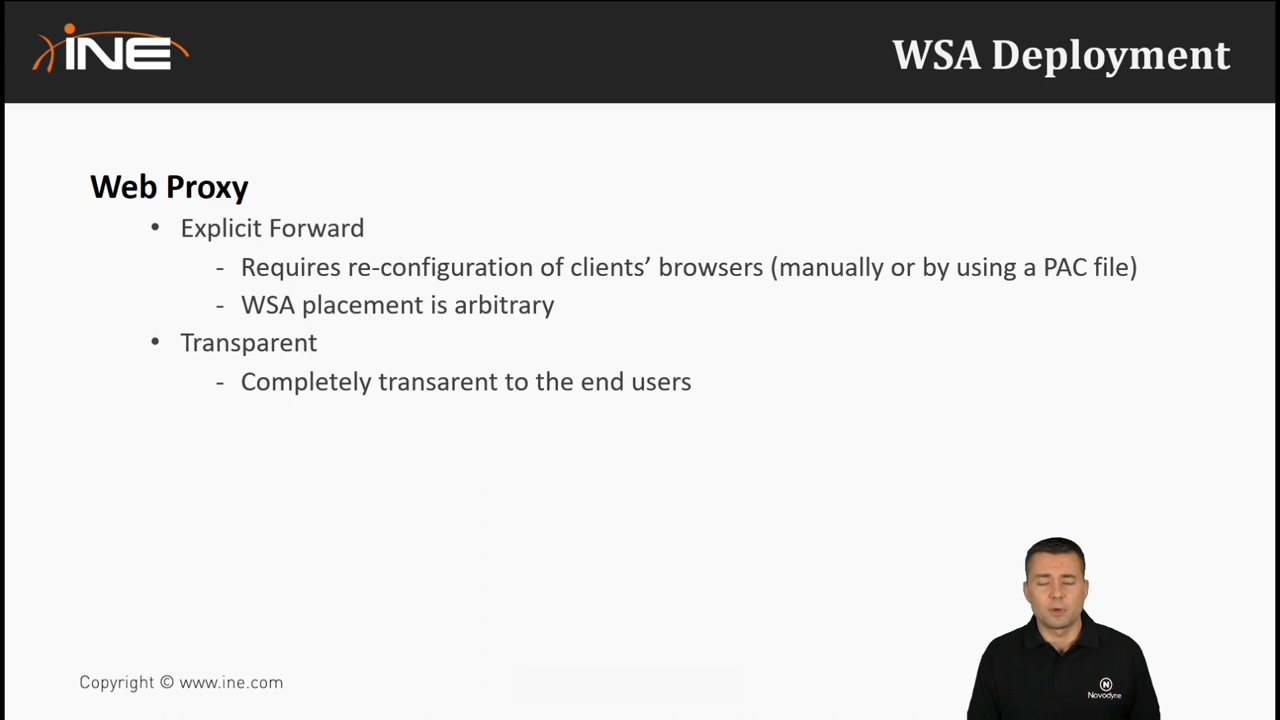 INE
WSA Deployment
Web Proxy
• Explicit Forward
- Requires re-configuration of clients’ browsers (manually or by using a PAC file)
- WSA placement is arbitrary
• Transparent
- Completely transarent to the end users
Copyright © www.ine.com
N
Novodyne